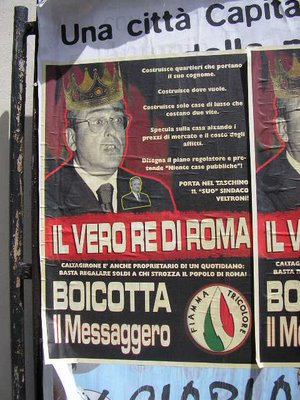 Una città Capita
Costruisce quartieri che portano
il suo cognome.
Costruisce dove vuole.
Costruisce solo case di lusso che
costano due vite.
Specula sulla casa alzando i
prezzi di mercato e il costo degli
affitti.
Disegna il piano regolatore e pre-
tende "Niente case pubbliche"
PORTA NEL TASCHINO
IL "SUO" SINDACO
VELTRONI!
IL VERO RE DI ROMA
CALTAGIRONE E' ANCHE PROPRIETARIO DI UN QUOTIDIANO:
BASTA REGALARE SOLDI A CHI STROZZA IL POPOLO DI ROMA!
BOICOTTA
Il Messaggero
FIAMMA TRICOLORE
IL
CALTA
BASTA
BO
Il M